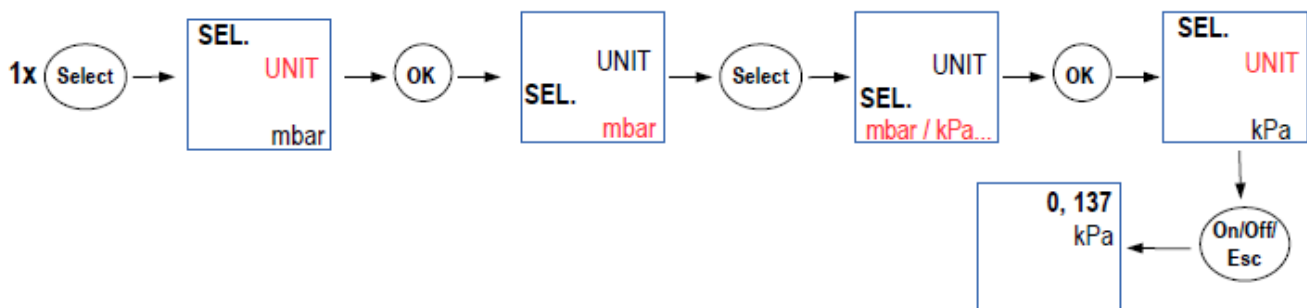 1x
Select
SEL.
UNIT
mbar
OK
UNIT
SEL.
mbar
Select
UNIT
SEL.
mbar / kPa...
OK
SEL.
UNIT
kPa
On/Off/
Esc
0, 137
kPa